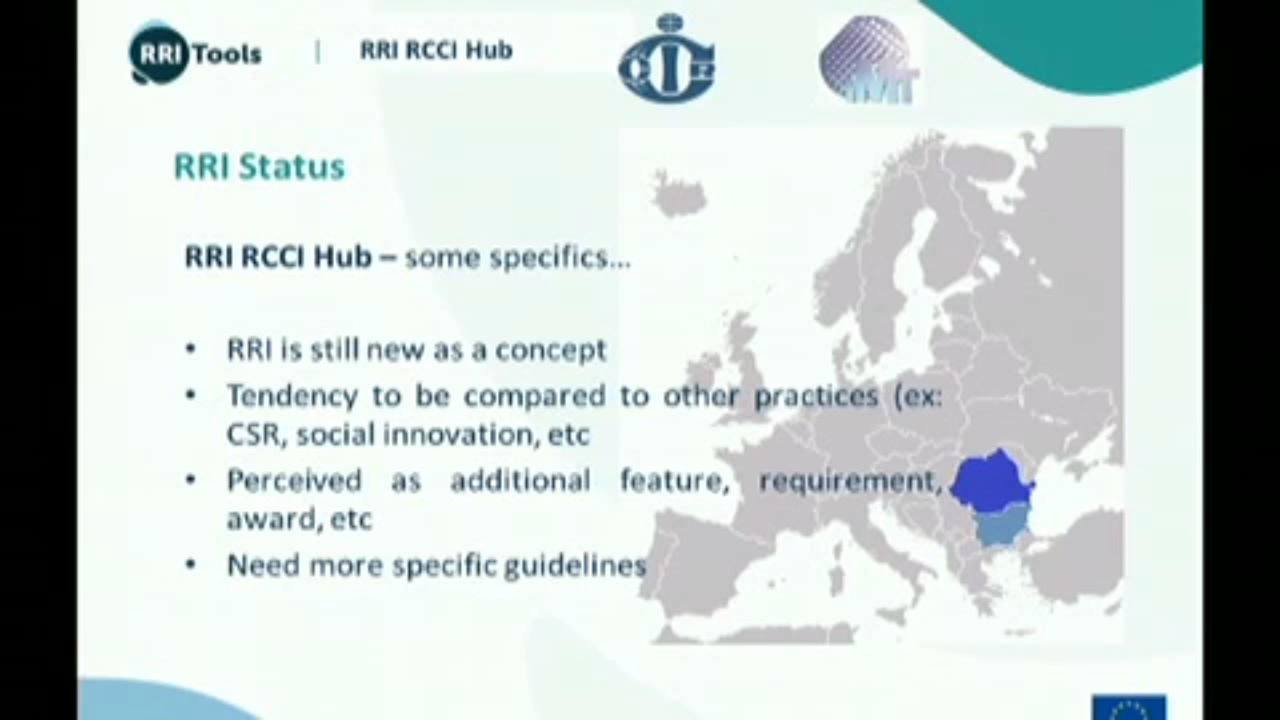 RRI Tools | RRI RCCI Hub
RRI Status
RRI RCCI Hub – some specifics...
• RRI is still new as a concept
• Tendency to be compared to other practices (ex:
CSR, social innovation, etc
• Perceived as additional feature, requirement,
award, etc
• Need more specific guidelines